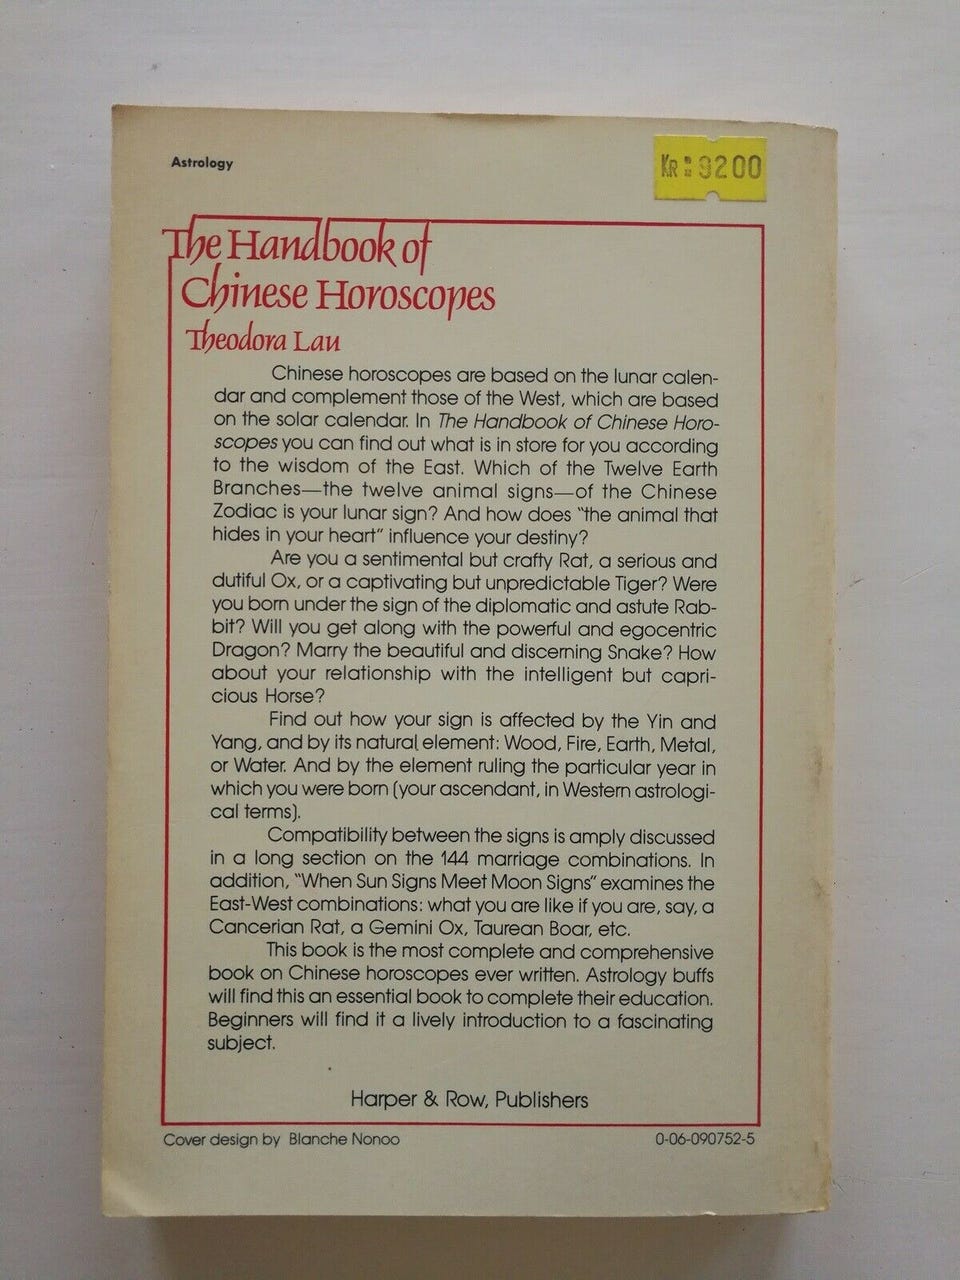 Astrology
KR: 9200
The Handbook of
Chinese Horoscopes
Theodora Lau
Chinese horoscopes are based on the lunar calen-
dar and complement those of the West, which are based
on the solar calendar. In The Handbook of Chinese Horo-
scopes you can find out what is in store for you according
to the wisdom of the East. Which of the Twelve Earth
Branches—the twelve animal signs—of the Chinese
Zodiac is your lunar sign? And how does "the animal that
hides in your heart" influence your destiny?
Are you a sentimental but crafty Rat, a serious and
dutiful Ox, or a captivating but unpredictable Tiger? Were
you born under the sign of the diplomatic and astute Rab-
bit? Will you get along with the powerful and egocentric
Dragon? Marry the beautiful and discerning Snake? How
about your relationship with the intelligent but capri-
cious Horse?
Find out how your sign is affected by the Yin and
Yang, and by its natural element: Wood, Fire, Earth, Metal,
or Water. And by the element ruling the particular year in
which you were born (your ascendant, in Western astrologi-
cal terms).
Compatibility between the signs is amply discussed
in a long section on the 144 marriage combinations. In
addition, "When Sun Signs Meet Moon Signs" examines the
East-West combinations: what you are like if you are, say, a
Cancerian Rat, a Gemini Ox, Taurean Boar, etc.
This book is the most complete and comprehensive
book on Chinese horoscopes ever written. Astrology buffs
will find this an essential book to complete their education.
Beginners will find it a lively introduction to a fascinating
subject.
Harper & Row, Publishers
Cover design by Blanche Nonoo
0-06-090752-5